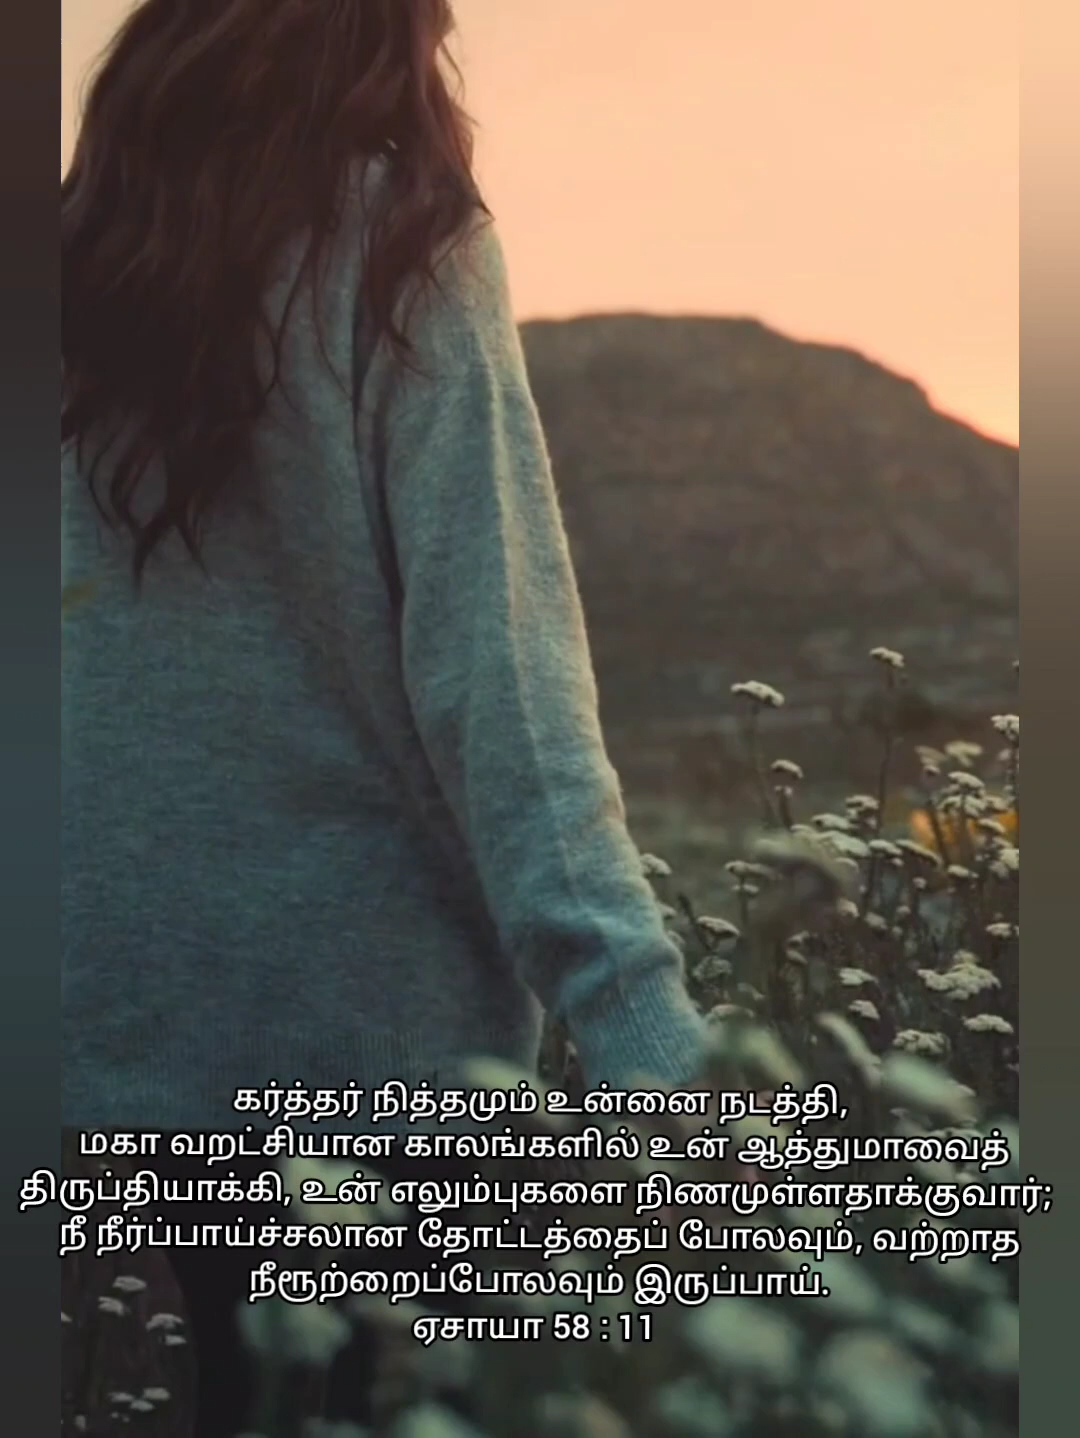 கர்த்தர் நித்தமும் உன்னை நடத்தி,
மகா வறட்சியான காலங்களில் உன் ஆத்துமாவைத்
திருப்தியாக்கி, உன் எலும்புகளை நிணமுள்ளதாக்குவார்;
நீ நீர்ப்பாய்ச்சலான தோட்டத்தைப் போலவும், வற்றாத
நீரூற்றைப்போலவும் இருப்பாய்.
ஏசாயா 58 : 11